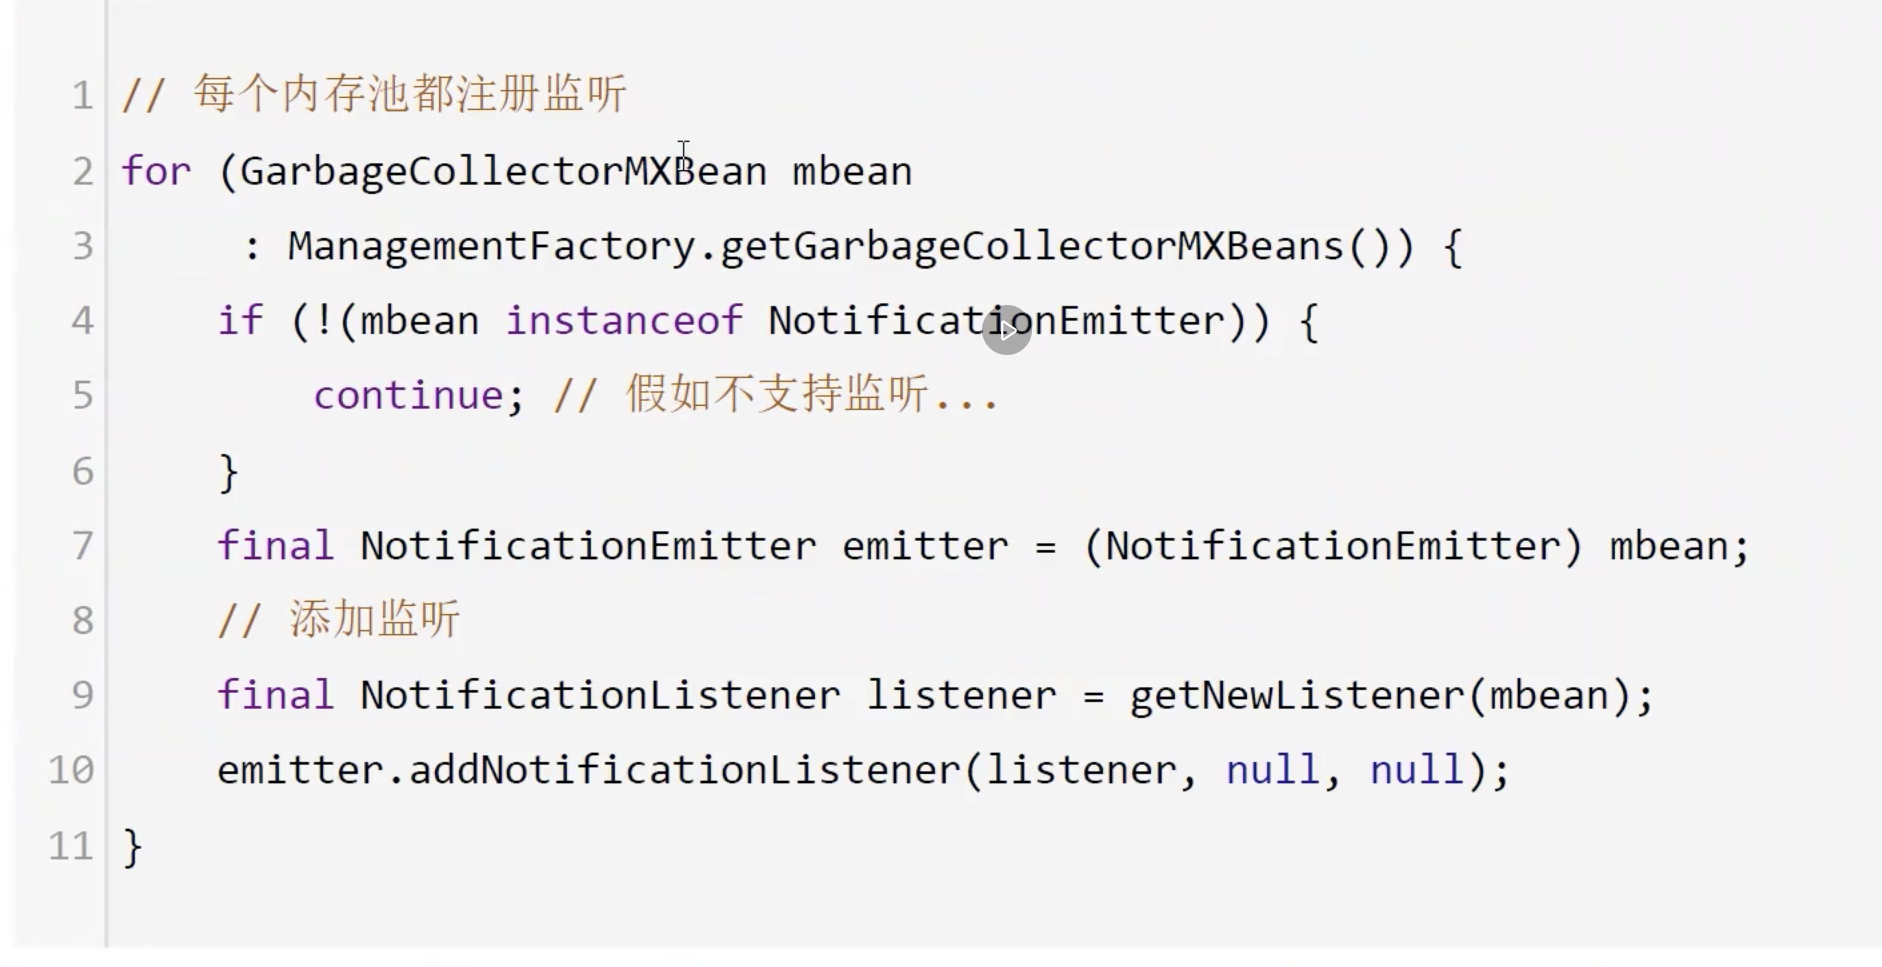 1 // 每个内存池都注册监听
2 for (GarbageCollectorMXBean mbean
3 : ManagementFactory.getGarbageCollectorMXBeans()) {
4 if (!(mbean instanceof NotificationEmitter)) {
5 continue; // 假如不支持监听...
6 }
7 final NotificationEmitter emitter = (NotificationEmitter) mbean;
8 // 添加监听
9 final NotificationListener listener = getNewListener(mbean);
10 emitter.addNotificationListener(listener, null, null);
11 }